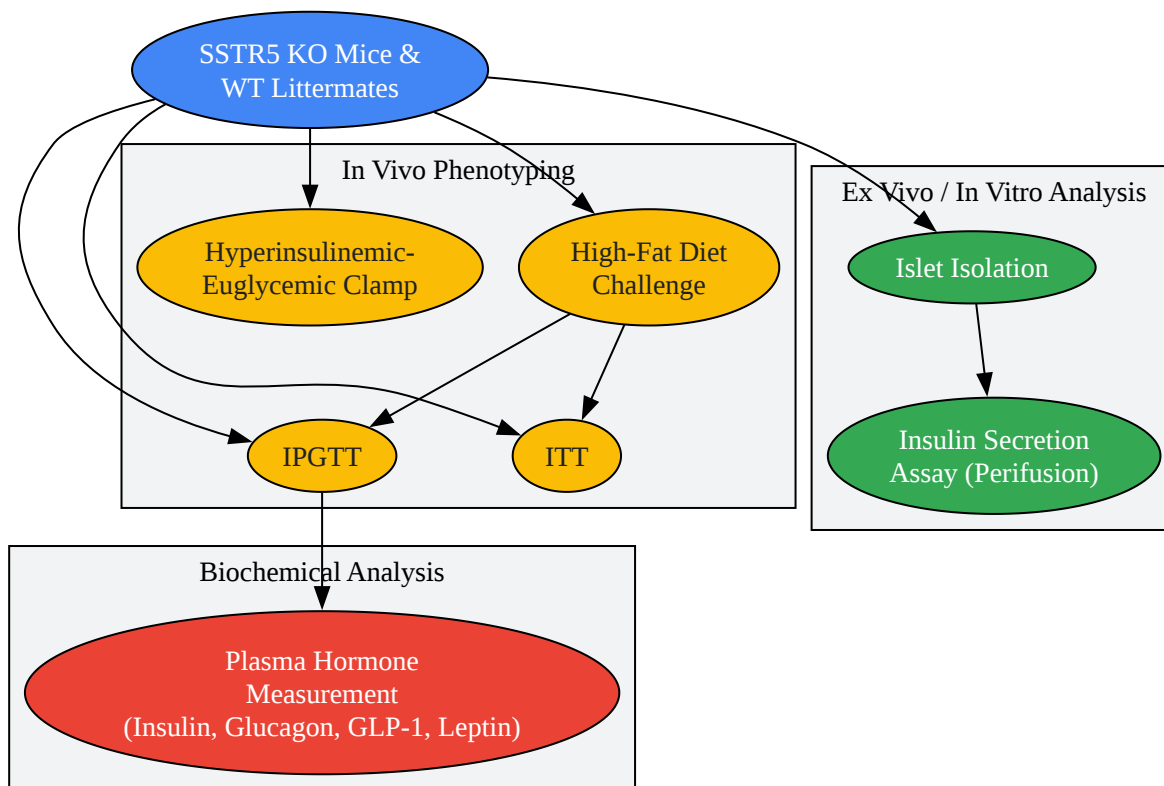 SSTR5 KO Mice &
WT Littermates
In Vivo Phenotyping
Ex Vivo / In Vitro Analysis
Hyperinsulinemic-
Euglycemic Clamp
High-Fat Diet
Challenge
Islet Isolation
IPGTT
ITT
Insulin Secretion
Assay (Perifusion)
Biochemical Analysis
Plasma Hormone
Measurement
(Insulin, Glucagon, GLP-1, Leptin)